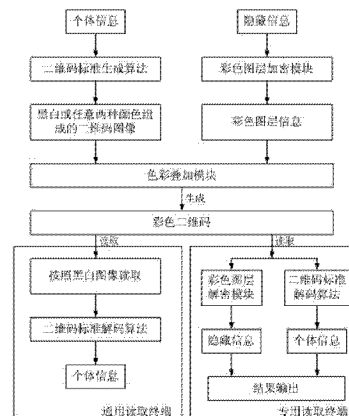 个体信息
隐藏信息
二维码标准生成算法
彩色图层加密模块
黑白或任意两种颜色组
成的二维码图像
彩色图层信息
色彩叠加模块
生成
彩色二维码
读取
读取
按照黑白图像读取
彩色图层
解密模块
二维码标准
解码算法
二维码标准解码算法
隐藏信息
个体信息
个体信息
结果输出
通用读取终端
专用读取终端